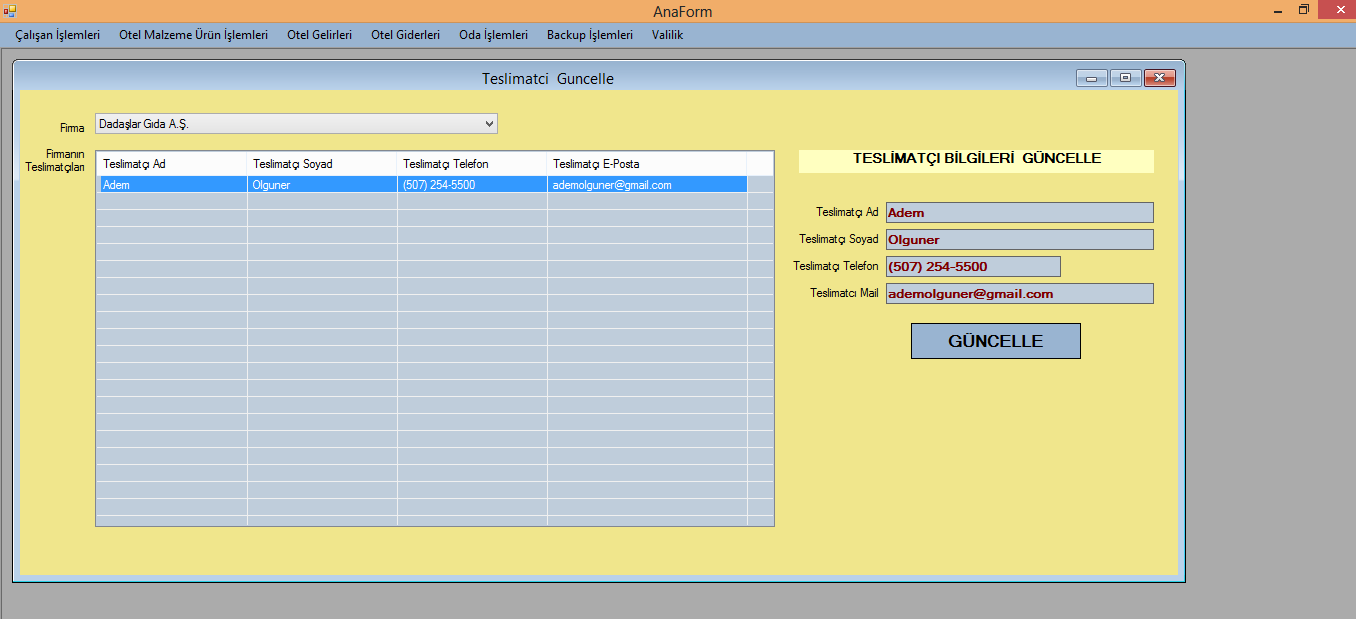 AnaForm
Çalışan İşlemleri Otel Malzeme Ürün İşlemleri Otel Gelirleri Otel Giderleri Oda İşlemleri Backup İşlemleri Valilik
Teslimatci Guncelle
Firma Dadaşlar Gıda A.Ş.
Firmanın
Teslimatçıları
Teslimatçı Ad Teslimatçı Soyad Teslimatçı Telefon Teslimatçı E-Posta
Adem Olguner (507) 254-5500 ademolguner@gmail.com
TESLİMATÇI BİLGİLERİ GÜNCELLE
Teslimatçı Ad Adem
Teslimatçı Soyad Olguner
Teslimatçı Telefon (507) 254-5500
Teslimatcı Mail ademolguner@gmail.com
GÜNCELLE